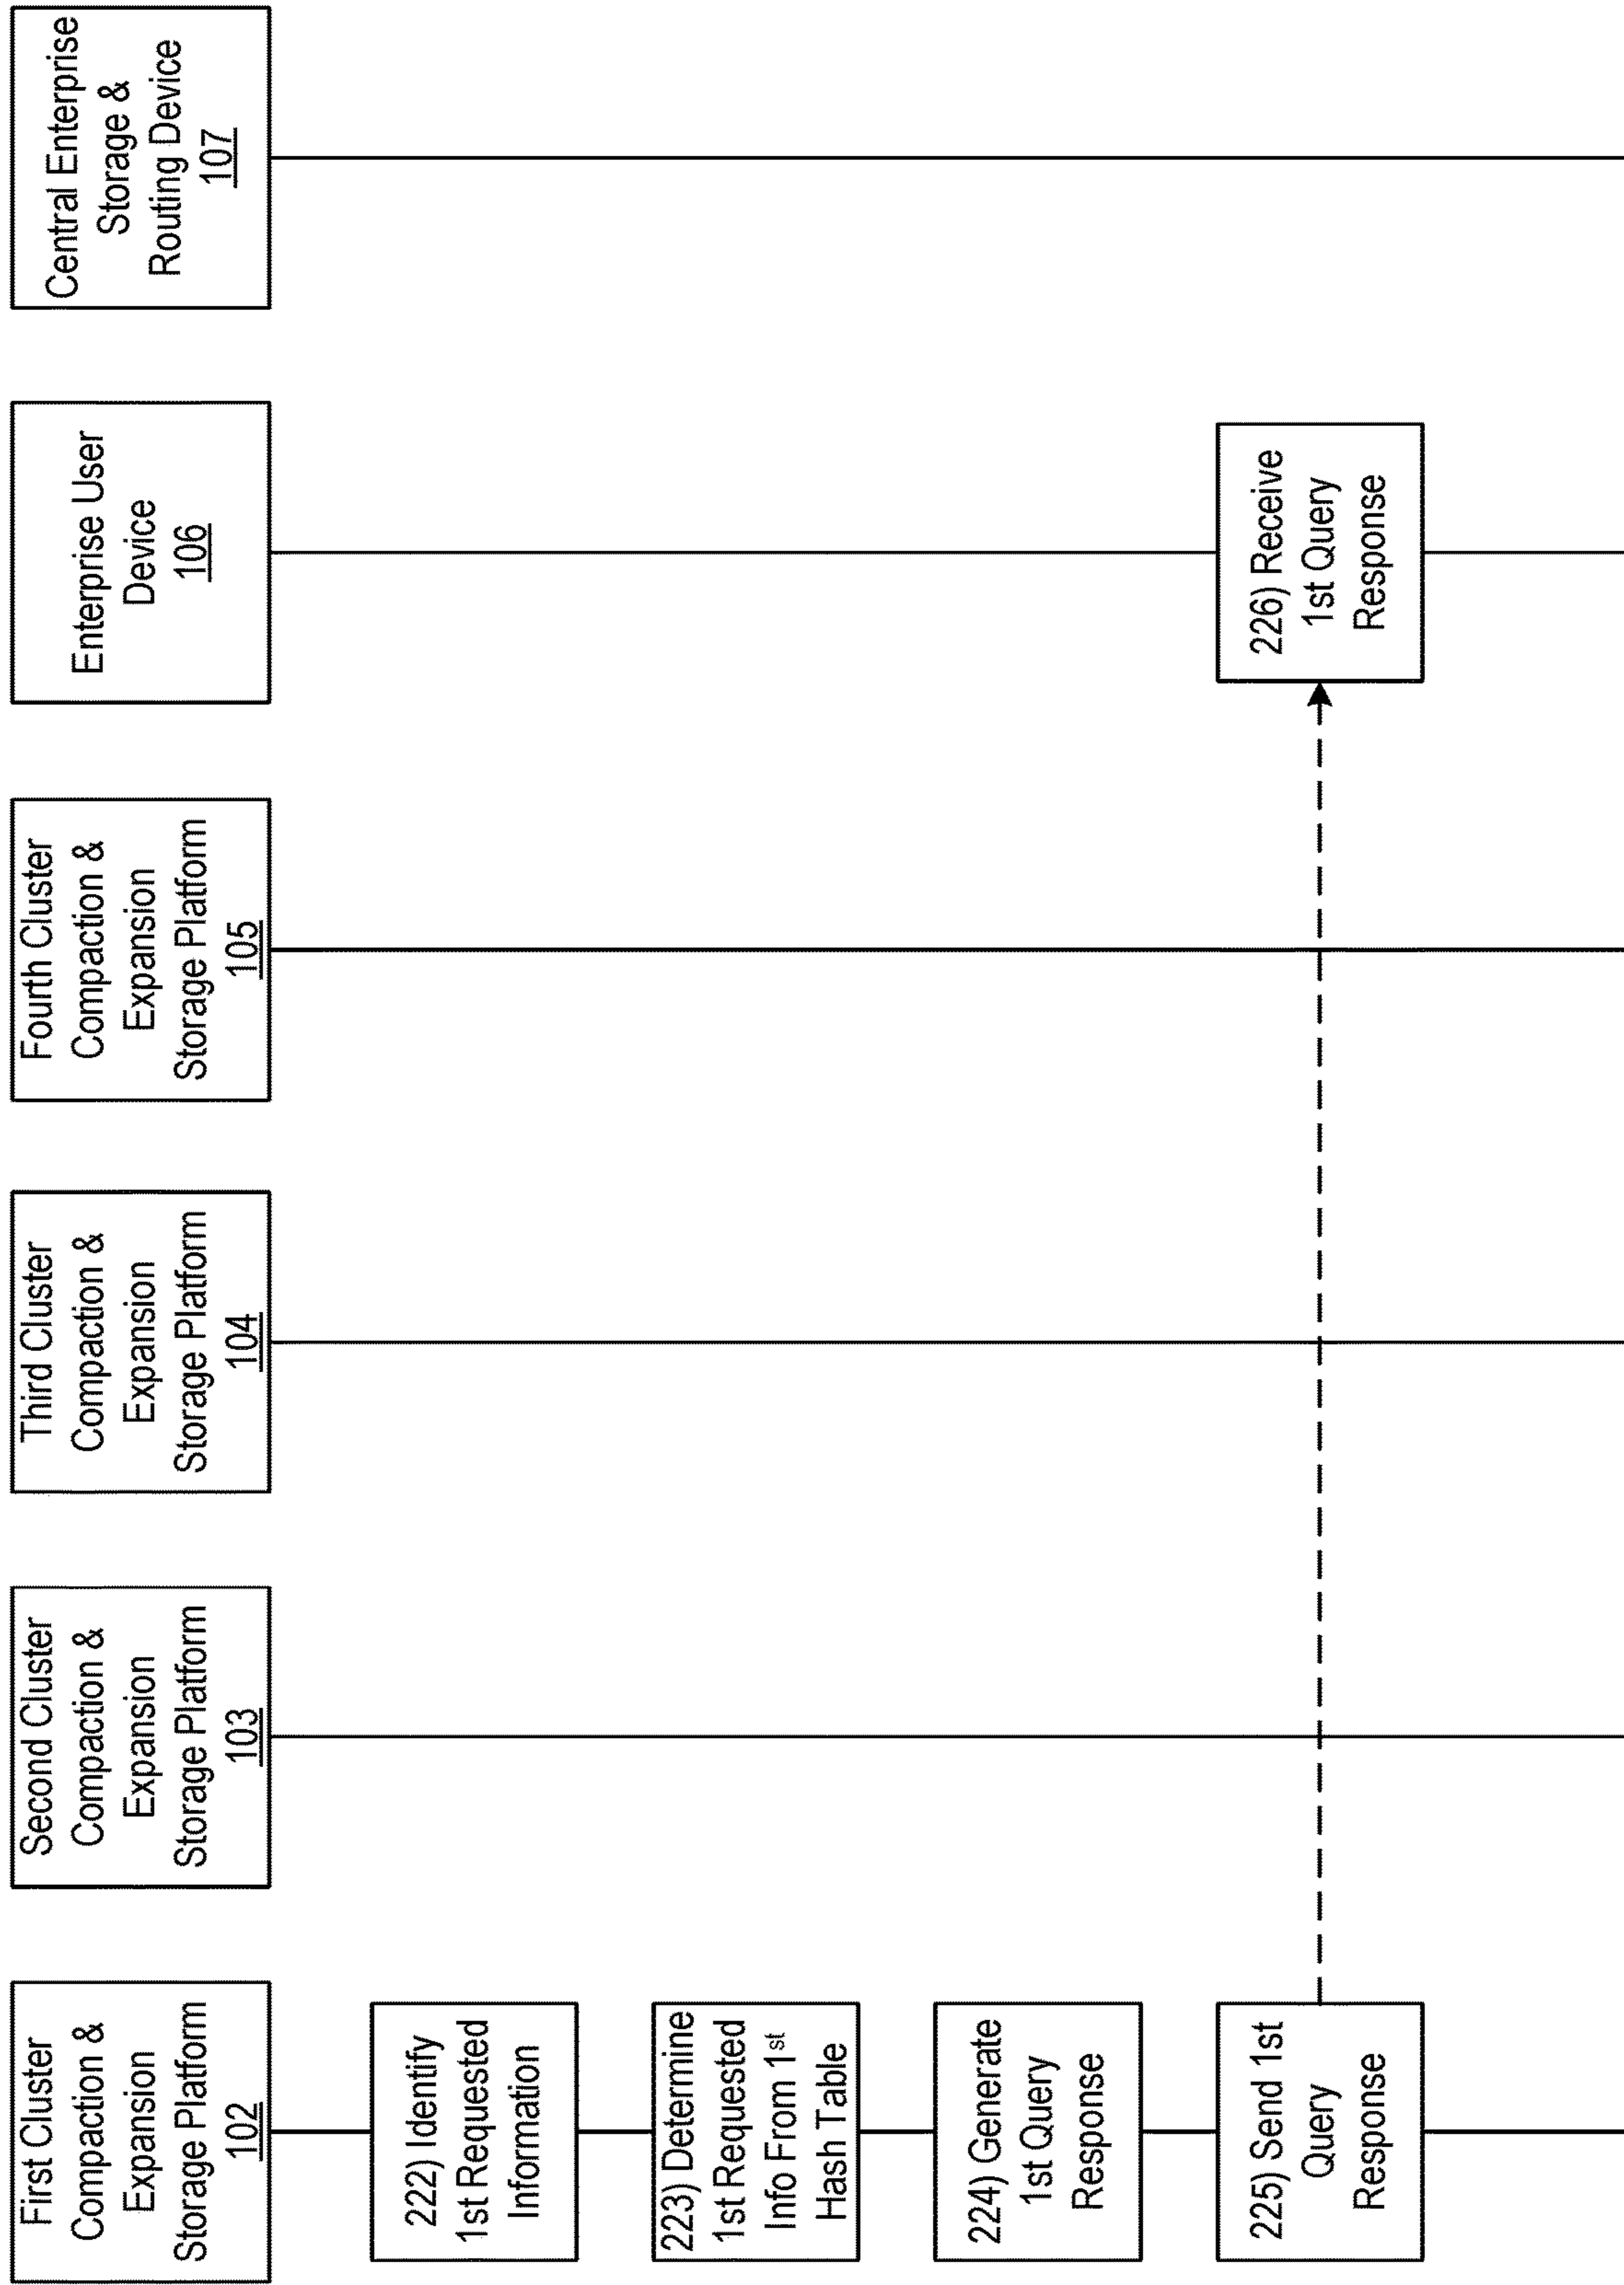 First Cluster
Compaction &
Expansion
Storage Platform
102
Second Cluster
Compaction &
Expansion
Storage Platform
103
Third Cluster
Compaction &
Expansion
Storage Platform
104
Fourth Cluster
Compaction &
Expansion
Storage Platform
105
Enterprise User
Device
106
Central Enterprise
Storage &
Routing Device
107
222) Identify
1st Requested
Information
223) Determine
1st Requested
Info From 1st
Hash Table
224) Generate
1st Query
Response
225) Send 1st
Query
Response
226) Receive
1st Query
Response